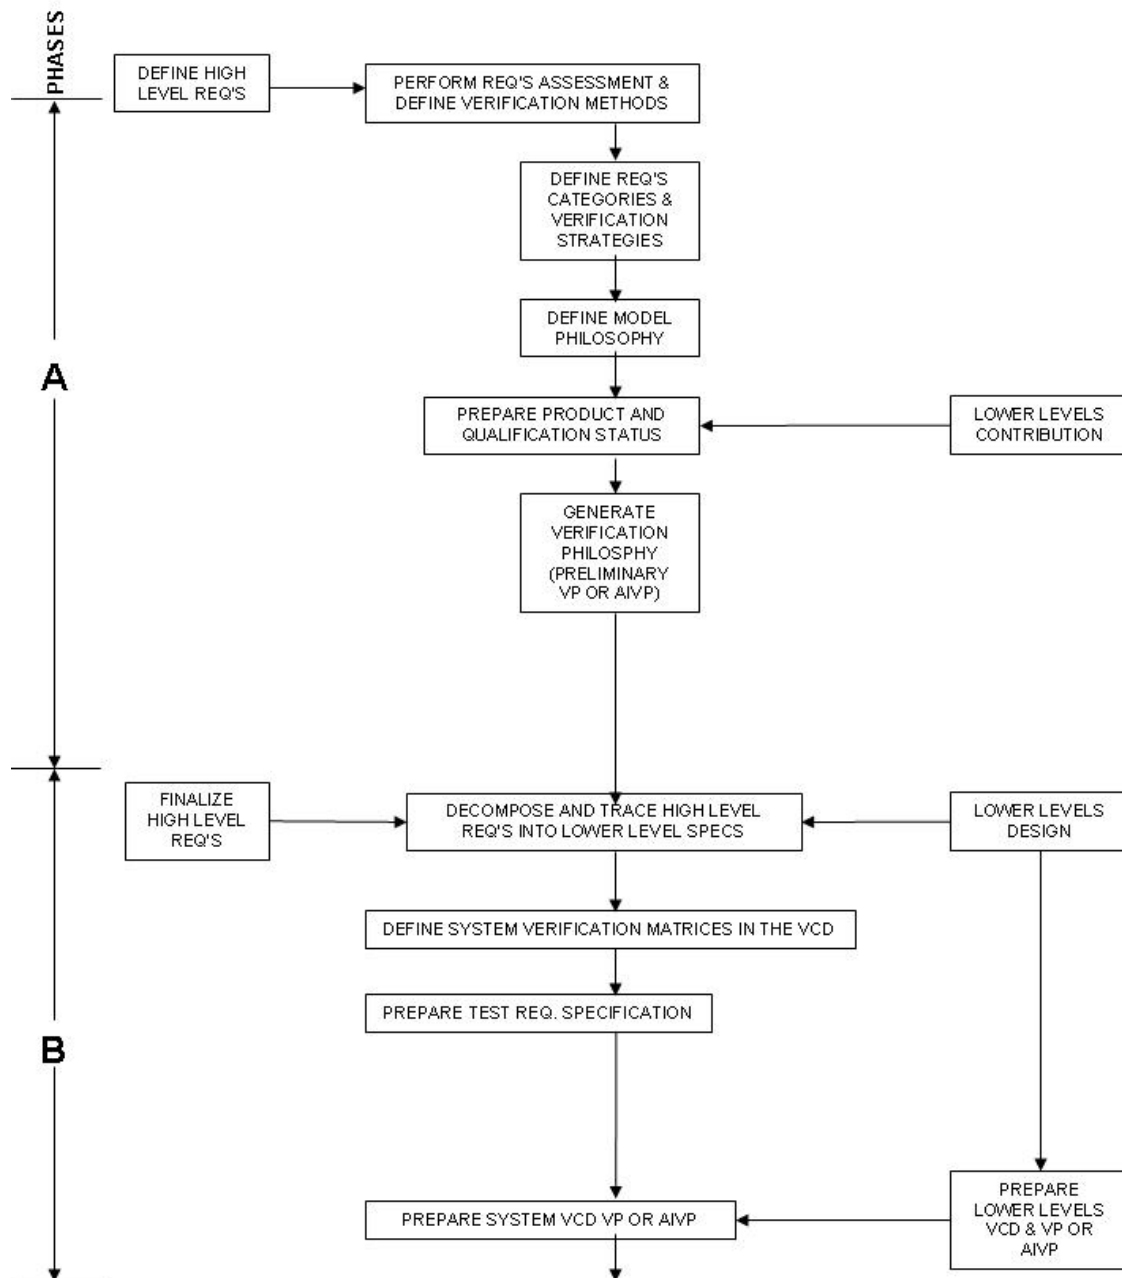 PHASES
DEFINE HIGH
LEVEL REQ'S
PERFORM REQ'S ASSESSMENT &
DEFINE VERIFICATION METHODS
DEFINE REQ'S
CATEGORIES &
VERIFICATION
STRATEGIES
DEFINE MODEL
PHILOSOPHY
A
PREPARE PRODUCT AND
QUALIFICATION STATUS
LOWER LEVELS
CONTRIBUTION
GENERATE
VERIFICATION
PHILOSPHY
(PRELIMINARY
VP OR AIVP)
FINALIZE
HIGH LEVEL
REQ'S
DECOMPOSE AND TRACE HIGH LEVEL
REQ'S INTO LOWER LEVEL SPECS
LOWER LEVELS
DESIGN
DEFINE SYSTEM VERIFICATION MATRICES IN THE VCD
PREPARE TEST REQ. SPECIFICATION
B
PREPARE SYSTEM VCD VP OR AIVP
PREPARE
LOWER LEVELS
VCD & VP OR
AIVP